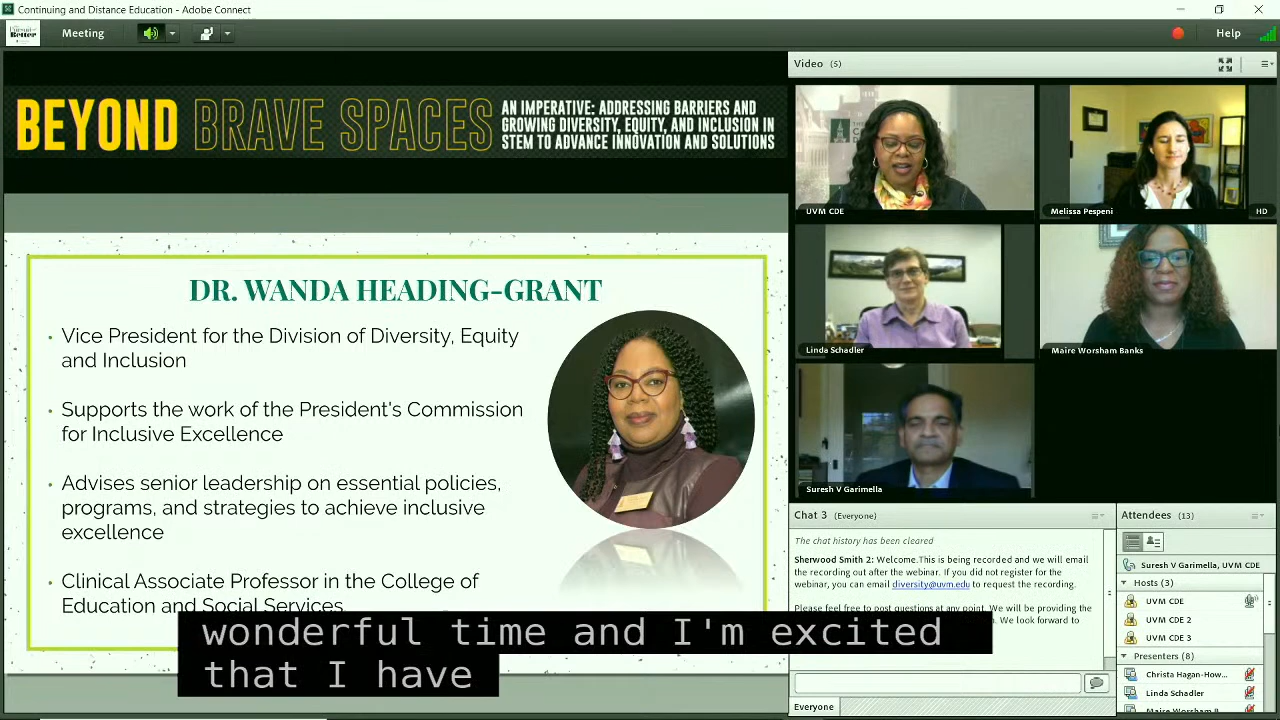 Continuing and Distance Education - Adobe Connect
Meeting
Help
BEYOND BRAVE SPACES
AN IMPERATIVE: ADDRESSING BARRIERS AND
GROWING DIVERSITY, EQUITY, AND INCLUSION IN
STEM TO ADVANCE INNOVATION AND SOLUTIONS
DR. WANDA HEADING-GRANT
• Vice President for the Division of Diversity, Equity
and Inclusion
• Supports the work of the President's Commission
for Inclusive Excellence
• Advises senior leadership on essential policies,
programs, and strategies to achieve inclusive
excellence
• Clinical Associate Professor in the College of
Education and Social Services.
wonderful time and I'm excited
that I have
Video (5)
UVM CDE
Melissa Pespeni
HD
Linda Schadler
Maire Worsham Banks
Suresh V Garimella
Chat 3 (Everyone)
The chat history has been cleared
Sherwood Smith 2: Welcome.This is being recorded and we will email
the recording out after the webinar. If you did not register for the
webinar, you can email diversity@uvm.edu to request the recording.
Please feel free to post questions at any point. We will be providing the
. We look forward to
Everyone
Attendees (13)
Suresh V Garimella, UVM CDE
Hosts (3)
UVM CDE
UVM CDE 2
UVM CDE 3
Presenters (8)
Christa Hagan-How...
Linda Schadler
Maire Worsham B